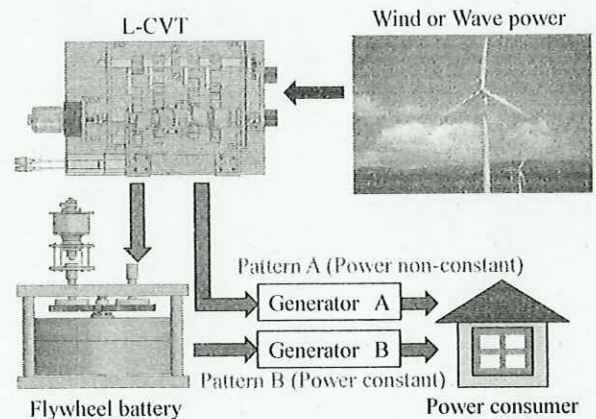 L-CVT
Wind or Wave power
Pattern A (Power non-constant)
Generator A
Generator B
Pattern B (Power constant)
Flywheel battery
Power consumer